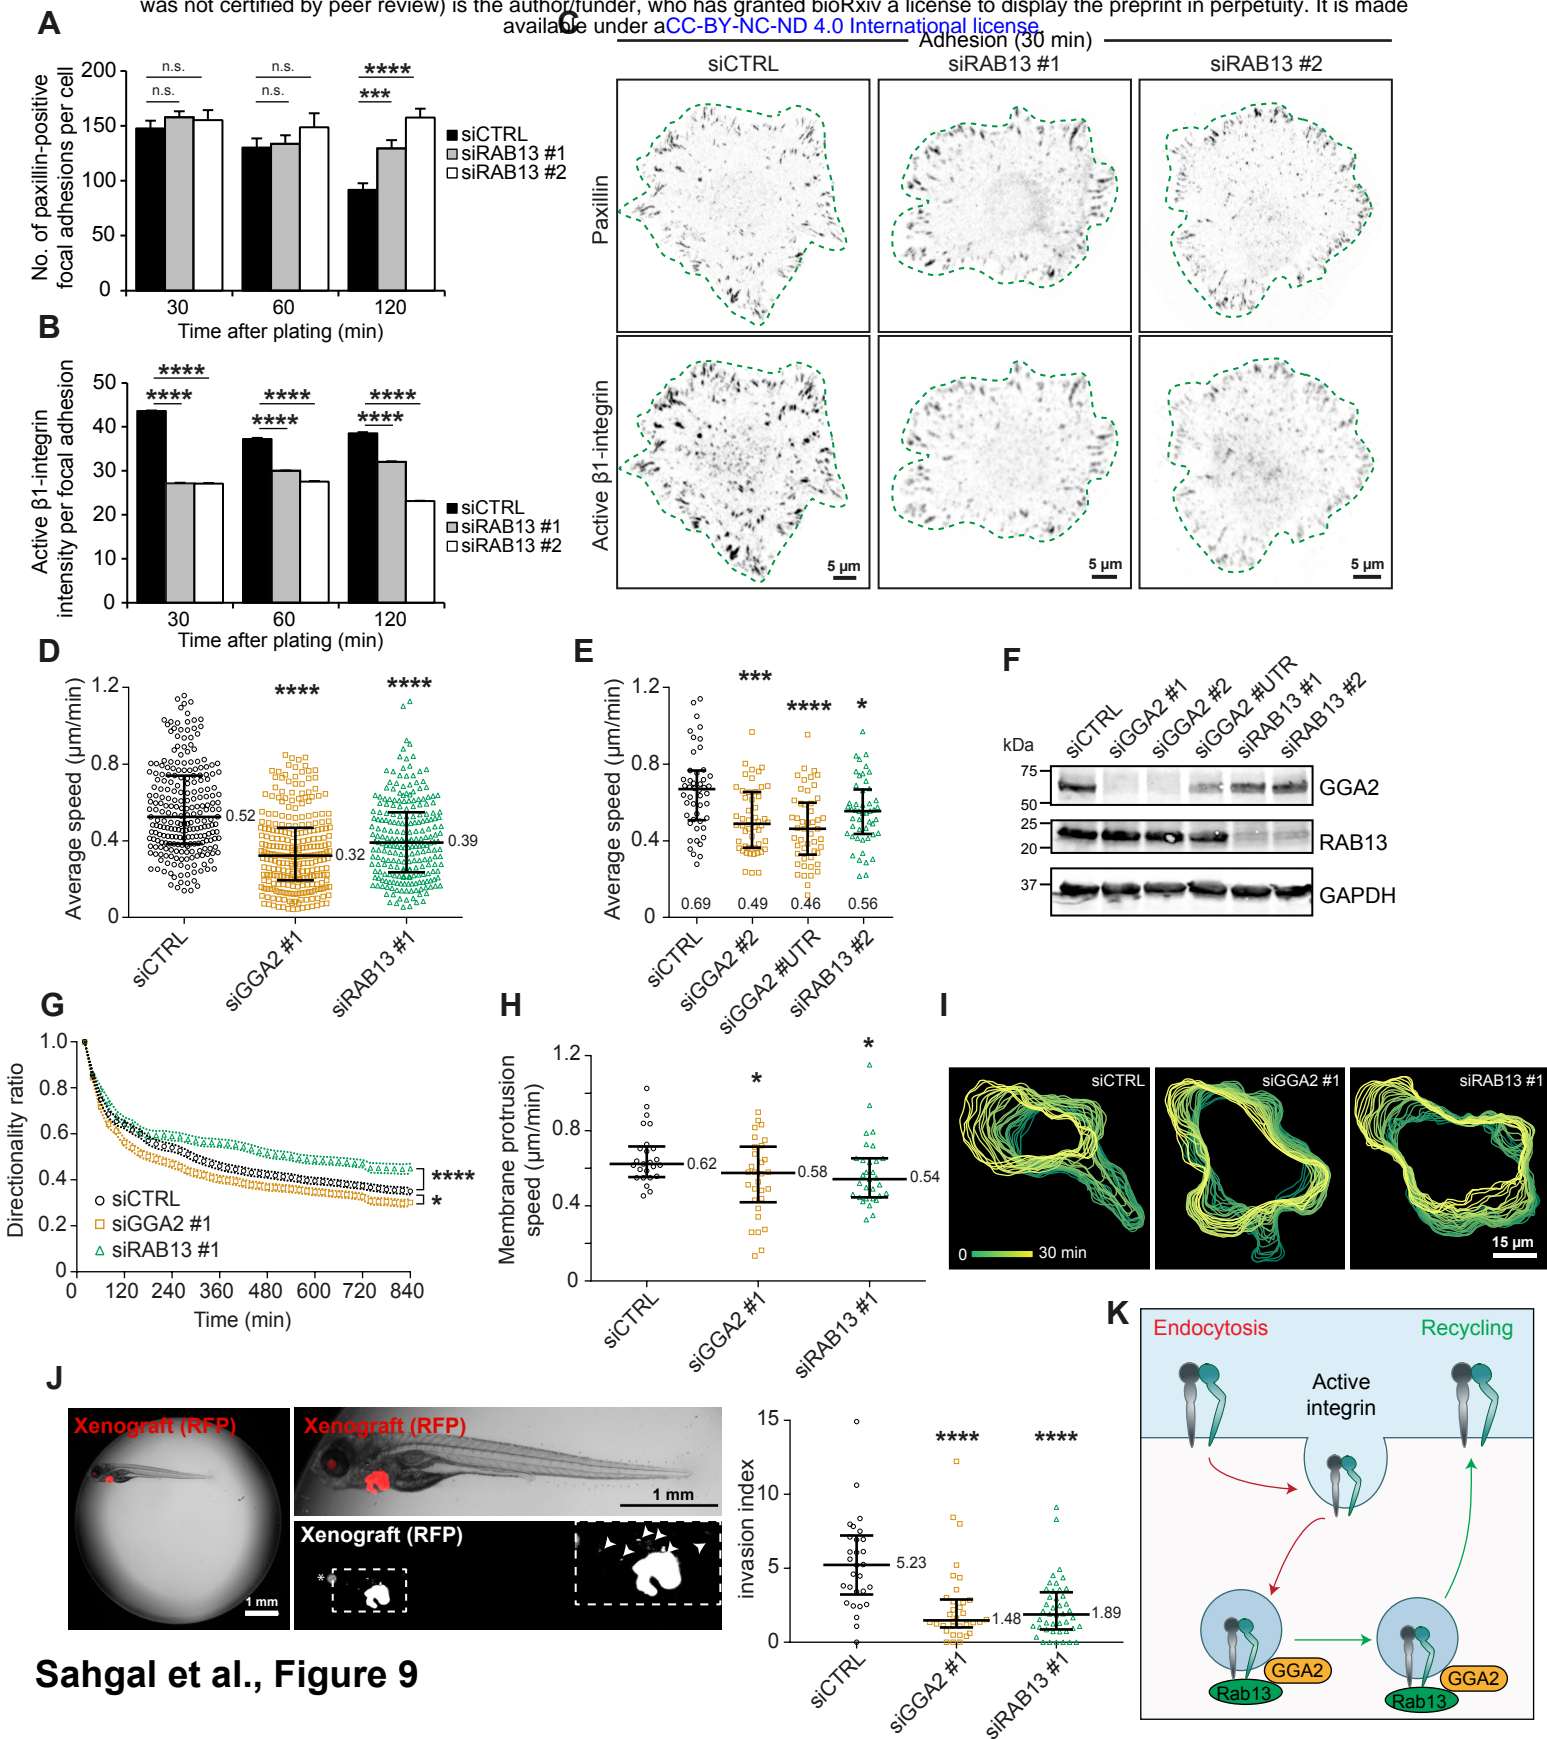 was not certified by peer review) is the author/funder, who has granted bioRxiv a license to display the preprint in perpetuity. It is made
available under aCC-BY-NC-ND 4.0 International license.
A
No. of paxillin-positive
focal adhesions per cell
200
150
100
50
0
n.s.
n.s.
n.s.
n.s.
****
***
siCTRL
siRAB13 #1
siRAB13 #2
30
60
120
Time after plating (min)
B
Active β1-integrin
intensity per focal adhesion
50
40
30
20
10
0
****
****
****
****
****
****
siCTRL
siRAB13 #1
siRAB13 #2
30
60
120
Time after plating (min)
C
Adhesion (30 min)
siCTRL
siRAB13 #1
siRAB13 #2
Paxillin
Active β1-integrin
5 µm
5 µm
5 µm
D
Average speed (µm/min)
1.2
0.8
0.4
0
****
****
0.52
0.32
0.39
siCTRL
siGGA2 #1
siRAB13 #1
E
Average speed (µm/min)
1.2
0.8
0.4
0
***
****
*
0.69
0.49
0.46
0.56
siCTRL
siGGA2 #2
siGGA2 #UTR
siRAB13 #2
F
kDa
siCTRL
siGGA2 #1
siGGA2 #2
siGGA2 #UTR
siRAB13 #1
siRAB13 #2
75
50
GGA2
25
20
RAB13
37
GAPDH
G
Directionality ratio
1.0
0.8
0.6
0.4
0.2
0
****
*
siCTRL
siGGA2 #1
siRAB13 #1
0 120 240 360 480 600 720 840
Time (min)
H
Membrane protrusion
speed (µm/min)
1.2
0.8
0.4
0
*
*
0.62
0.58
0.54
siCTRL
siGGA2 #1
siRAB13 #1
I
siCTRL
siGGA2 #1
siRAB13 #1
0
30 min
15 µm
J
Xenograft (RFP)
1 mm
Xenograft (RFP)
1 mm
Xenograft (RFP)
*
invasion index
15
10
5
0
****
****
5.23
1.48
1.89
siCTRL
siGGA2 #1
siRAB13 #1
K
Endocytosis
Recycling
Active
integrin
GGA2
Rab13
GGA2
Rab13
Sahgal et al., Figure 9